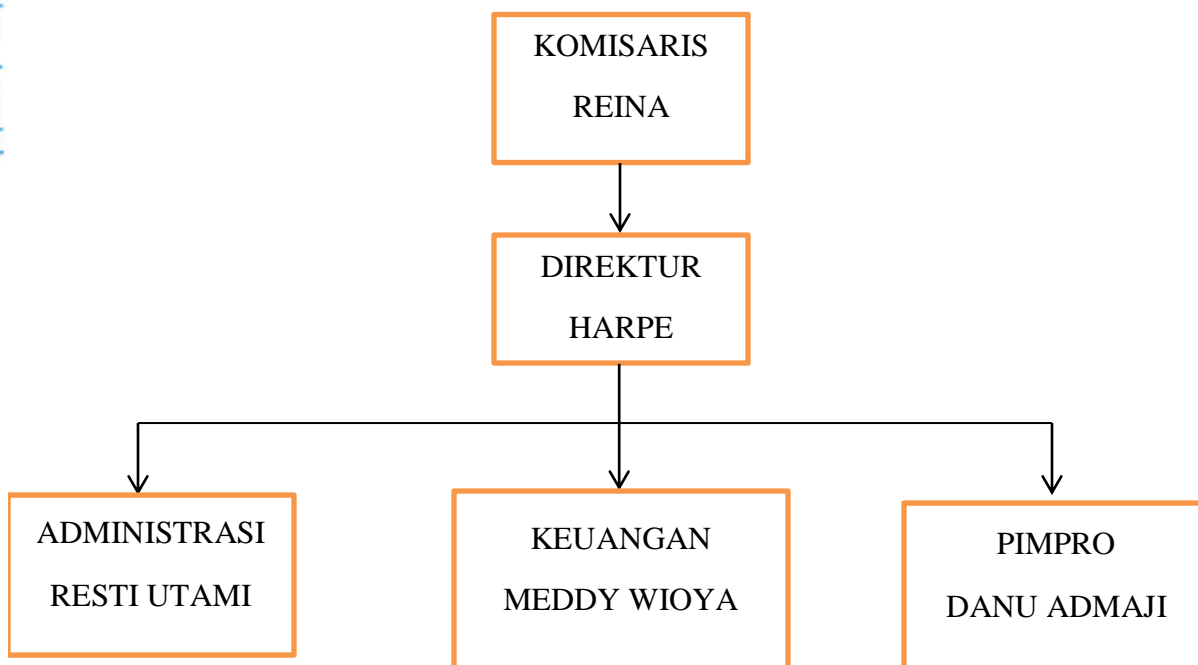 KOMISARIS
REINA
DIREKTUR
HARPE
ADMINISTRASI
RESTI UTAMI
KEUANGAN
MEDDY WIOYA
PIMPRO
DANU ADMAJI